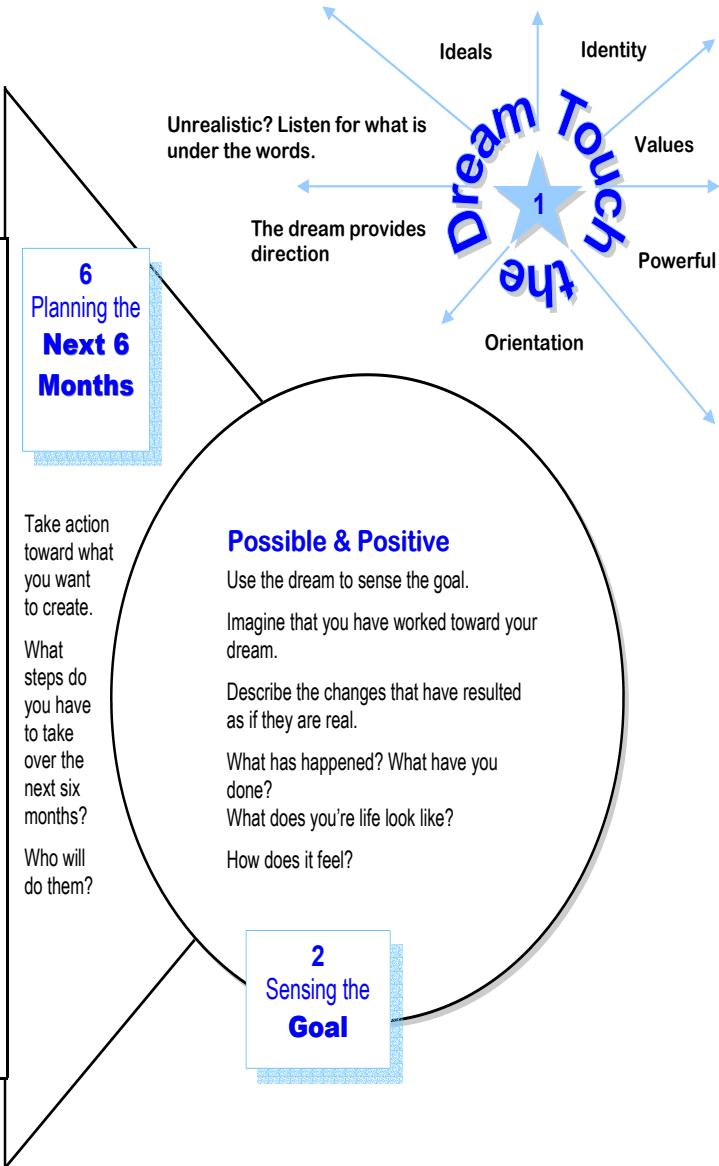 Ideals
Identity
Unrealistic? Listen for what is
under the words.
Values
Touch
the
Dream
1
The dream provides
direction
Powerful
Orientation
6
Planning the
Next 6
Months
Take action
toward what
you want
to create.
What
steps do
you have
to take
over the
next six
months?
Who will
do them?
Possible & Positive
Use the dream to sense the goal.
Imagine that you have worked toward your
dream.
Describe the changes that have resulted
as if they are real.
What has happened? What have you
done?
What does you're life look like?
How does it feel?
2
Sensing the
Goal